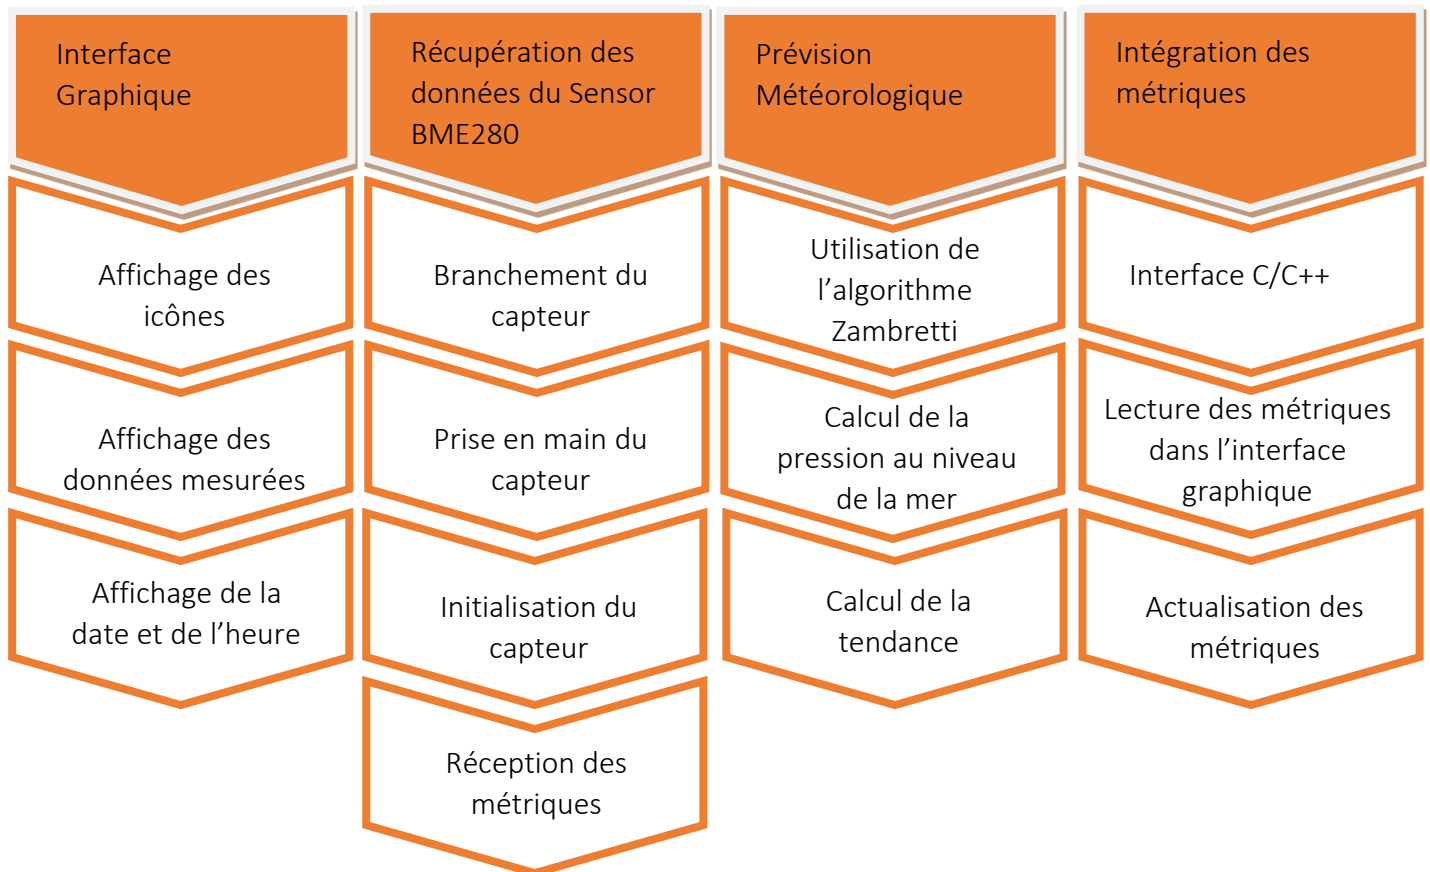 Interface
Graphique
Affichage des
icônes
Affichage des
données mesurées
Affichage de la
date et de l’heure
Récupération des
données du Sensor
BME280
Branchement du
capteur
Prise en main du
capteur
Initialisation du
capteur
Réception des
métriques
Prévision
Météorologique
Utilisation de
l’algorithme
Zambretti
Calcul de la
pression au niveau
de la mer
Calcul de la
tendance
Intégration des
métriques
Interface C/C++
Lecture des métriques
dans l’interface
graphique
Actualisation des
métriques